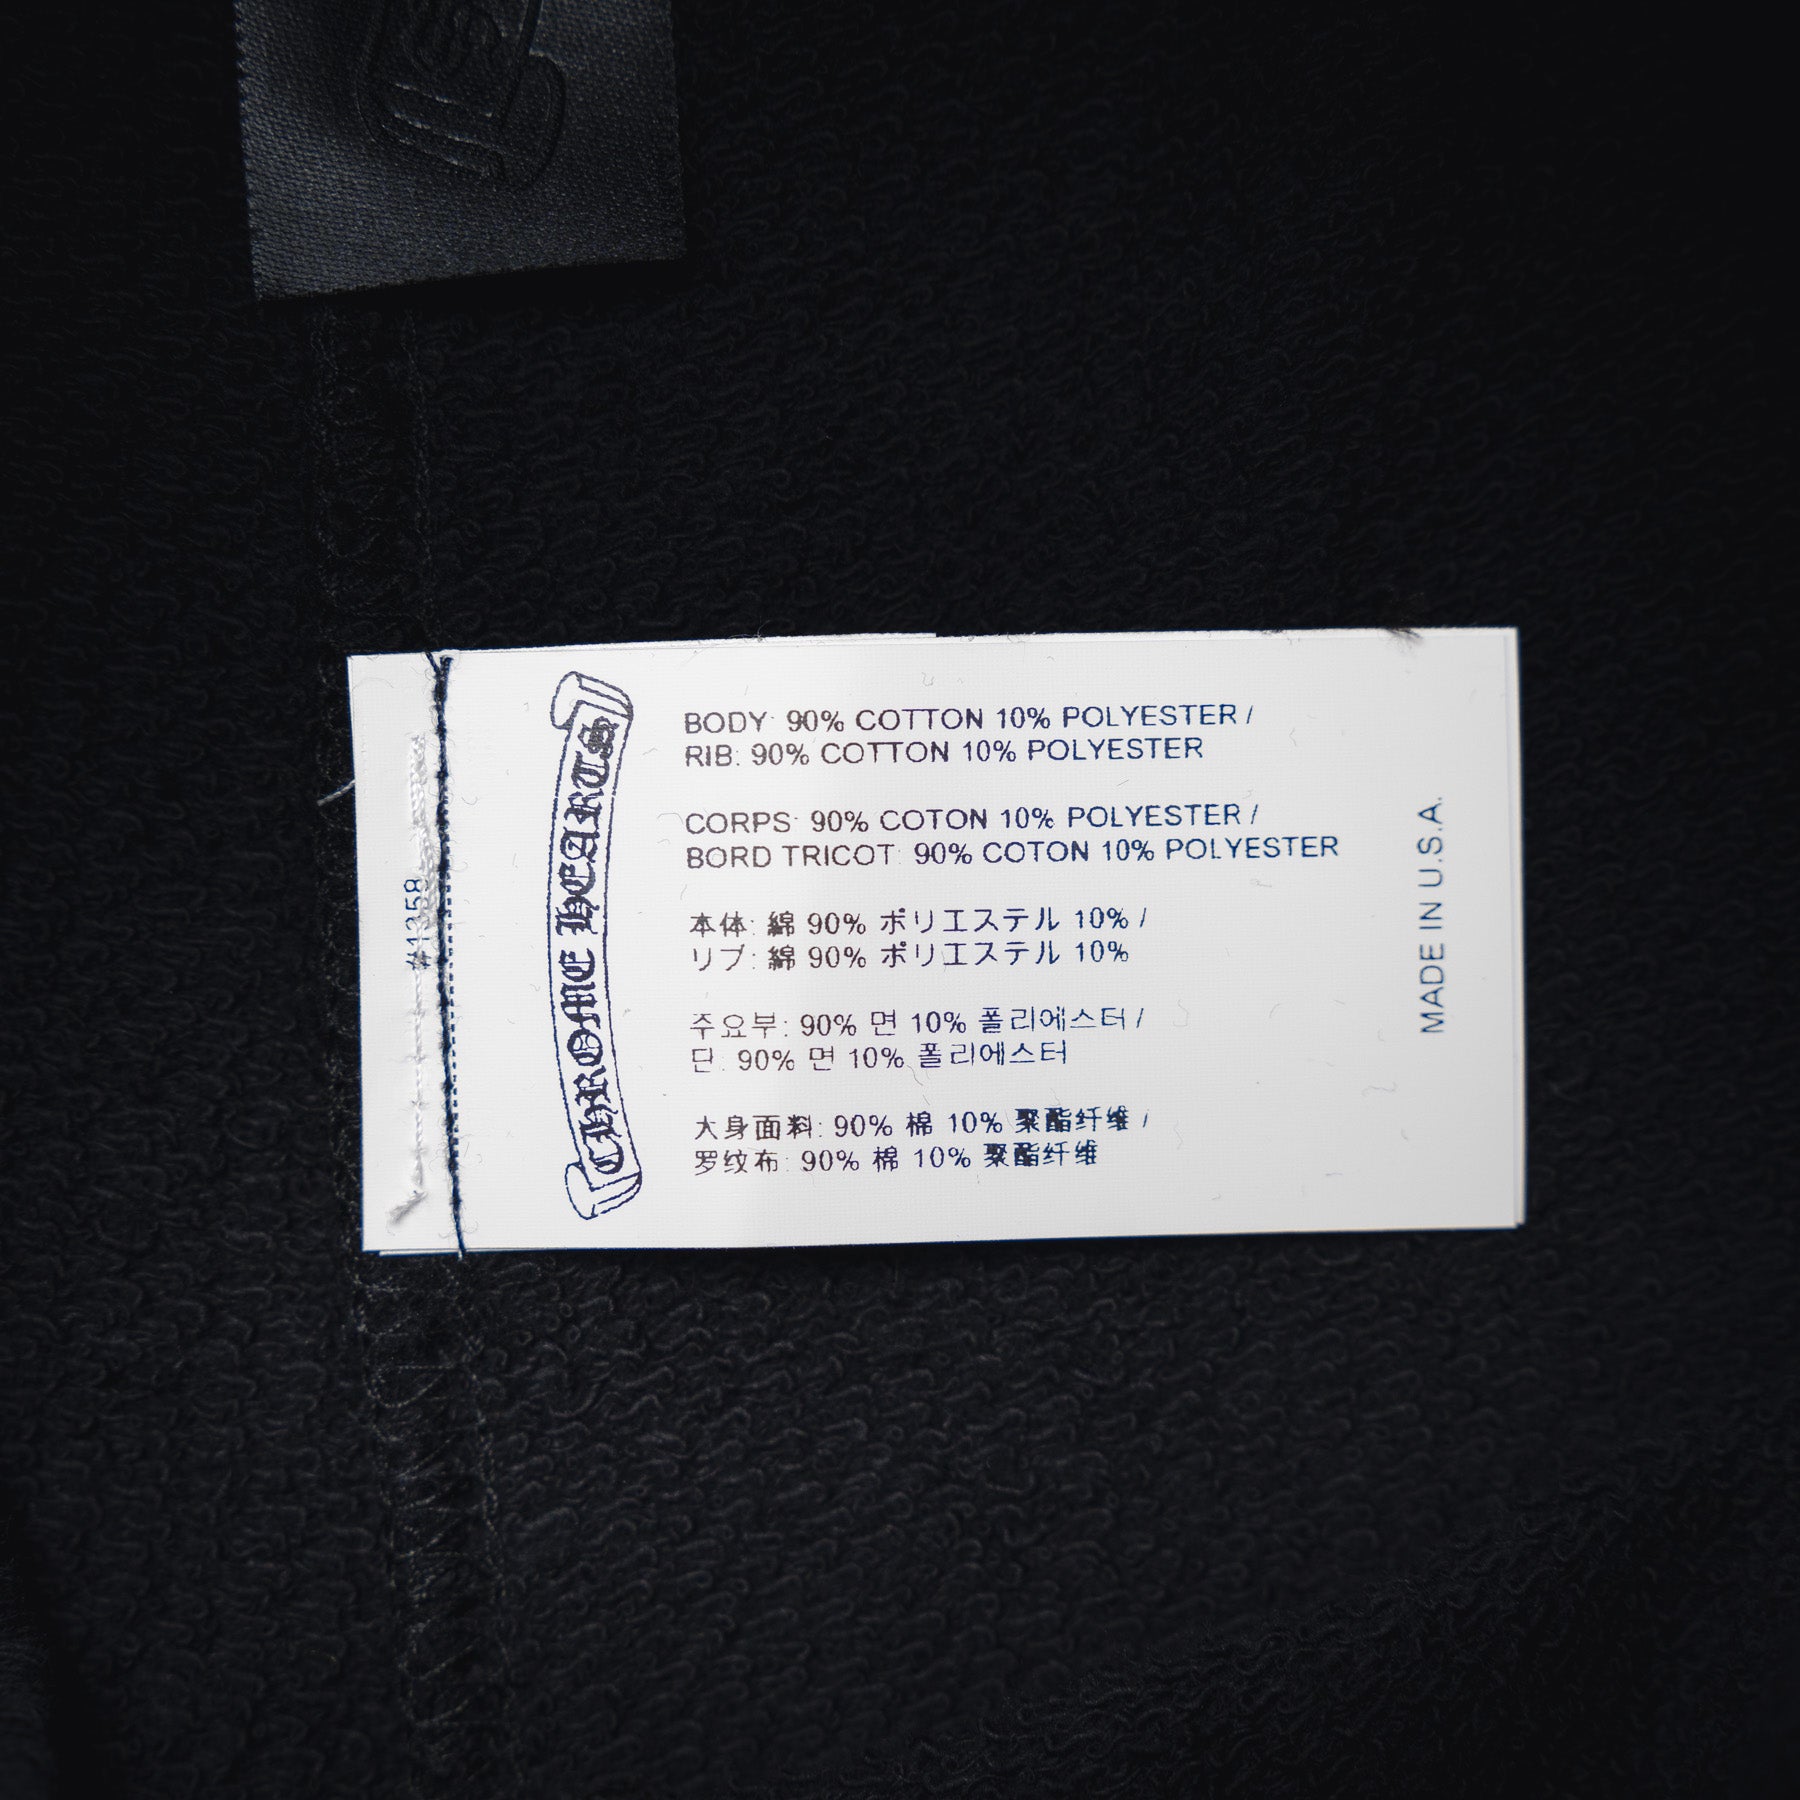 CHROME HEARTS
BODY: 90% COTTON 10% POLYESTER /
RIB: 90% COTTON 10% POLYESTER
CORPS: 90% COTON 10% POLYESTER /
BORD TRICOT: 90% COTON 10% POLYESTER
本体: 綿 90% ポリエステル 10% /
リブ: 綿 90% ポリエステル 10%
주요부: 90% 면 10% 폴리에스터 /
단: 90% 면 10% 폴리에스터
大身面料: 90% 棉 10% 聚酯纤维 /
罗纹布: 90% 棉 10% 聚酯纤维
MADE IN U.S.A.
#1358